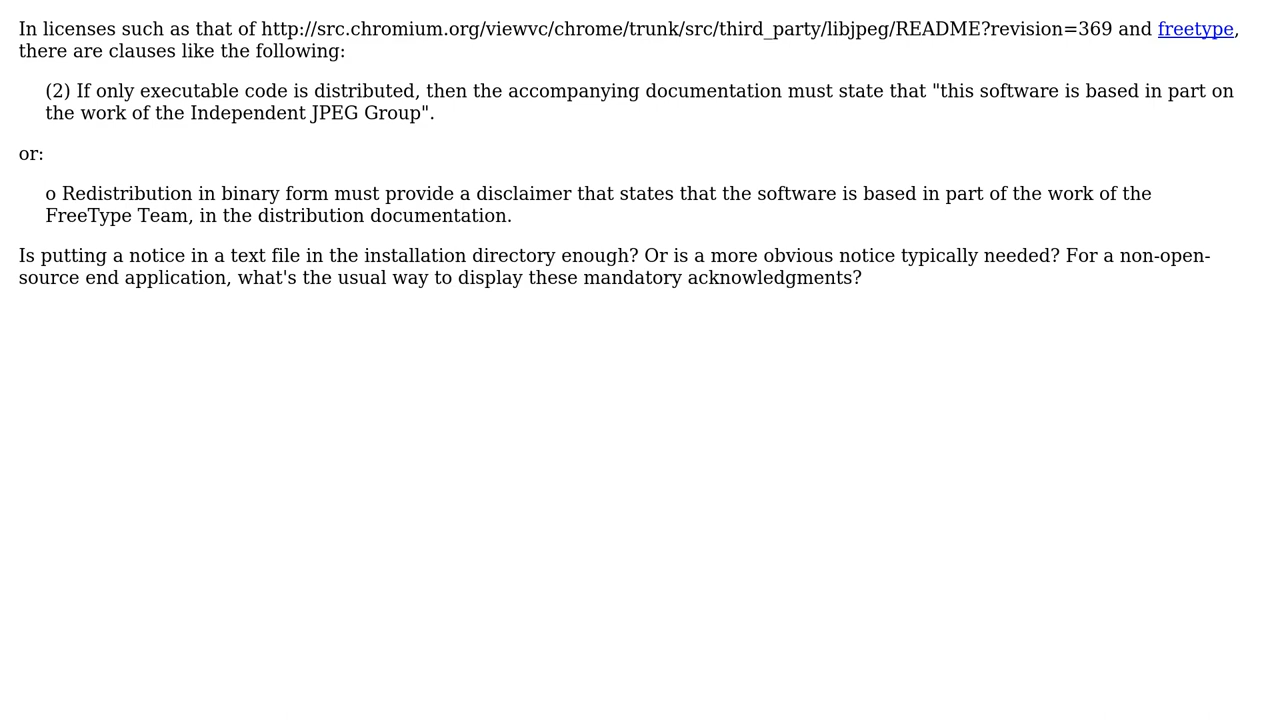 In licenses such as that of http://src.chromium.org/viewvc/chrome/trunk/src/third_party/libjpeg/README?revision=369 and freetype,
there are clauses like the following:
(2) If only executable code is distributed, then the accompanying documentation must state that "this software is based in part on
the work of the Independent JPEG Group".
or:
o Redistribution in binary form must provide a disclaimer that states that the software is based in part of the work of the
FreeType Team, in the distribution documentation.
Is putting a notice in a text file in the installation directory enough? Or is a more obvious notice typically needed? For a non-open-
source end application, what's the usual way to display these mandatory acknowledgments?